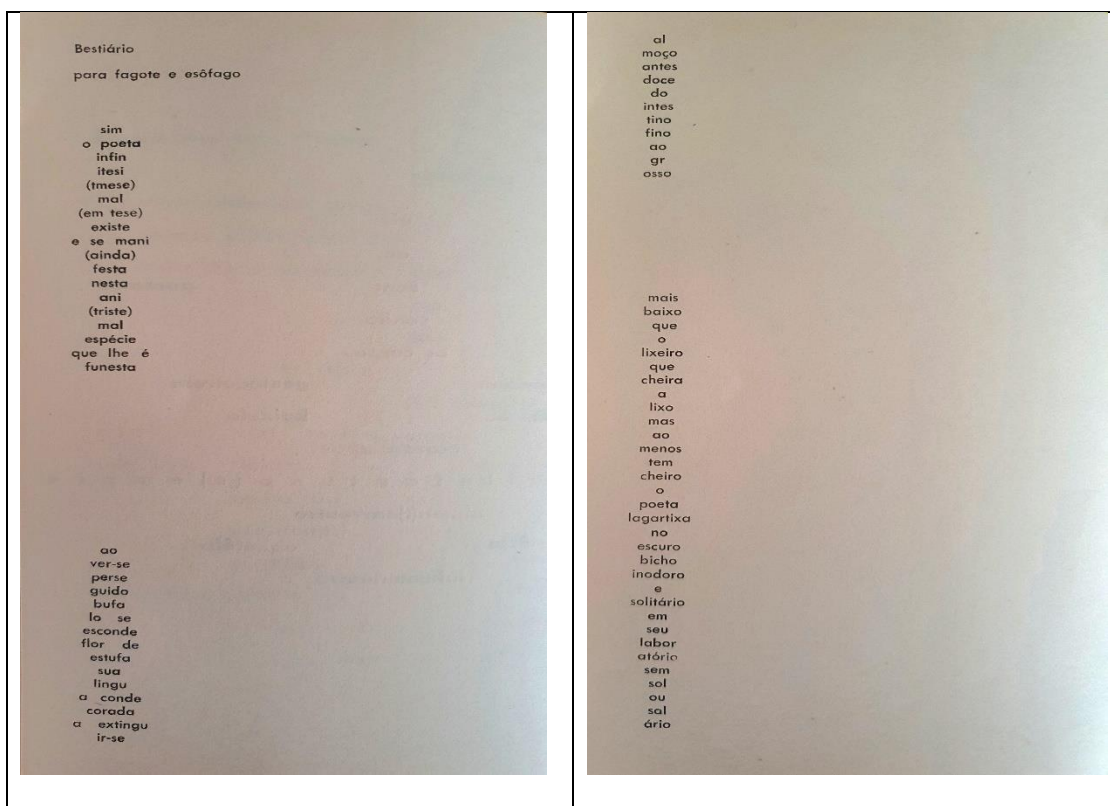 Bestiário
para fagote e esôfago
sim
o poeta
infin
itesi
(tmese)
mal
(em tese)
existe
e se mani
(ainda)
festa
nesta
ani
(triste)
mal
espécie
que lhe é
funesta
ao
ver-se
perse
guido
bufa
lo se
esconde
flor de
estufa
sua
lingu
a conde
corada
a extingu
ir-se
al
moço
antes
doce
do
intes
tino
fino
ao
gr
osso
mais
baixo
que
o
lixeiro
que
cheira
a
lixo
mas
ao
menos
tem
cheiro
o
poeta
lagartixa
no
escuro
bicho
inodoro
e
solitário
em
seu
labor
atório
sem
sol
ou
sal
ário